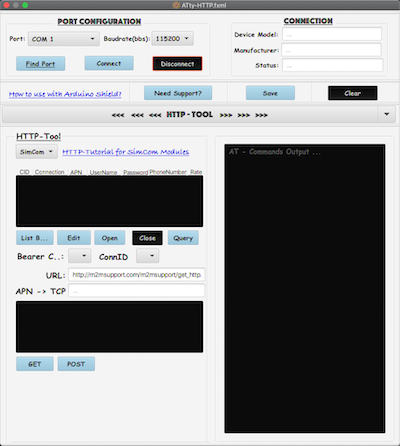 ATty-HTTP.fxml
PORT CONFIGURATION
Port: COM 1 Baudrate(bbs): 115200
Find Port Connect Disconnect
CONNECTION
Device Model: ...
Manufacturer: ...
Status: ...
How to use with Arduino Shield? Need Support? Save Clear
<<< <<< <<< HTTP-TOOL >>> >>> >>>
HTTP-Tool
SimCom HTTP-Tutorial for SimCom Modules
CID Connection APN UserName Password PhoneNumber Rate
List B... Edit Open Close Query
Bearer C..: ConnID
URL: http://m2msupport.com/m2msupport/get_http.
APN -> TCP ...
GET POST
AT - Commands Output ...